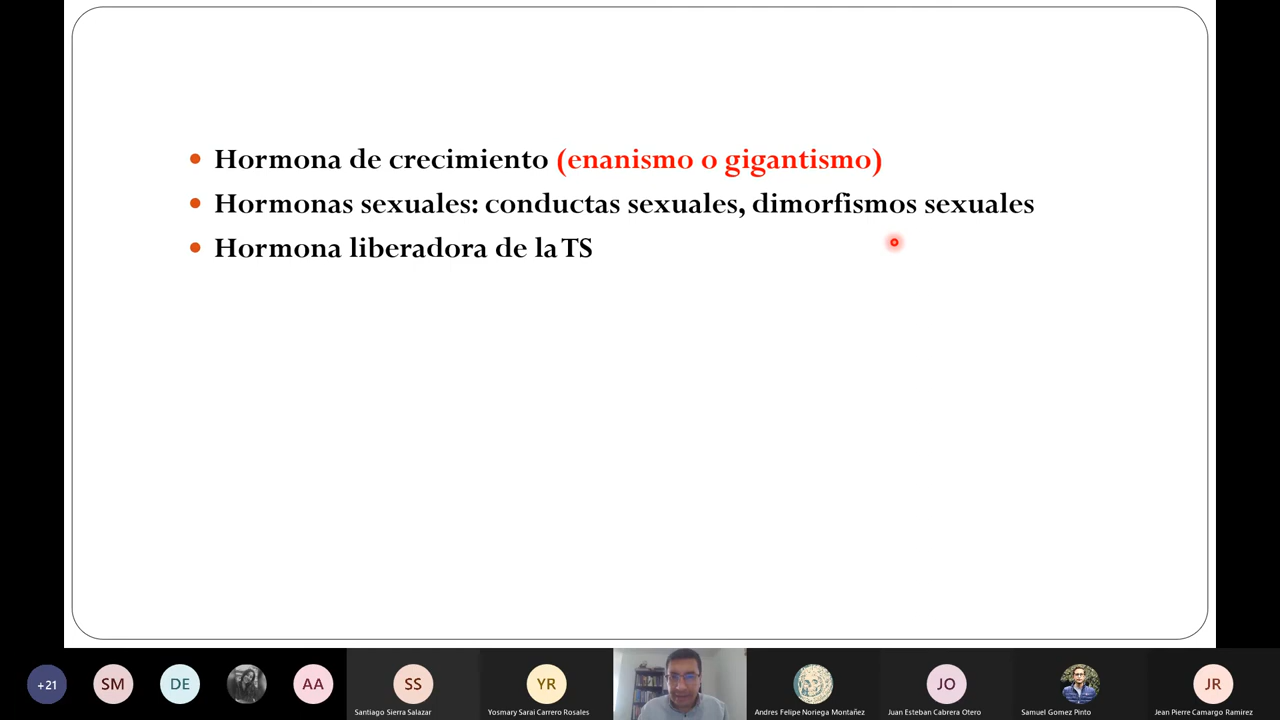 Hormona de crecimiento (enanismo o gigantismo)
Hormonas sexuales: conductas sexuales, dimorfismos sexuales
Hormona liberadora de la TS
+21
SM
DE
AA
SS
YR
JO
JR
Santiago Sierra Salazar
Yosmary Sarai Carrero Rosales
Andres Felipe Noriega Montañez
Juan Esteban Cabrera Otero
Samuel Gomez Pinto
Jean Pierre Camargo Ramirez